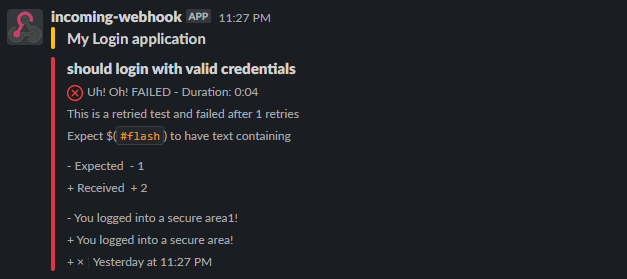 incoming-webhook APP 11:27 PM
My Login application
should login with valid credentials
Uh! Oh! FAILED - Duration: 0:04
This is a retried test and failed after 1 retries
Expect $(#flash) to have text containing
- Expected - 1
+ Received + 2
- You logged into a secure area1!
+ You logged into a secure area!
+ × | Yesterday at 11:27 PM